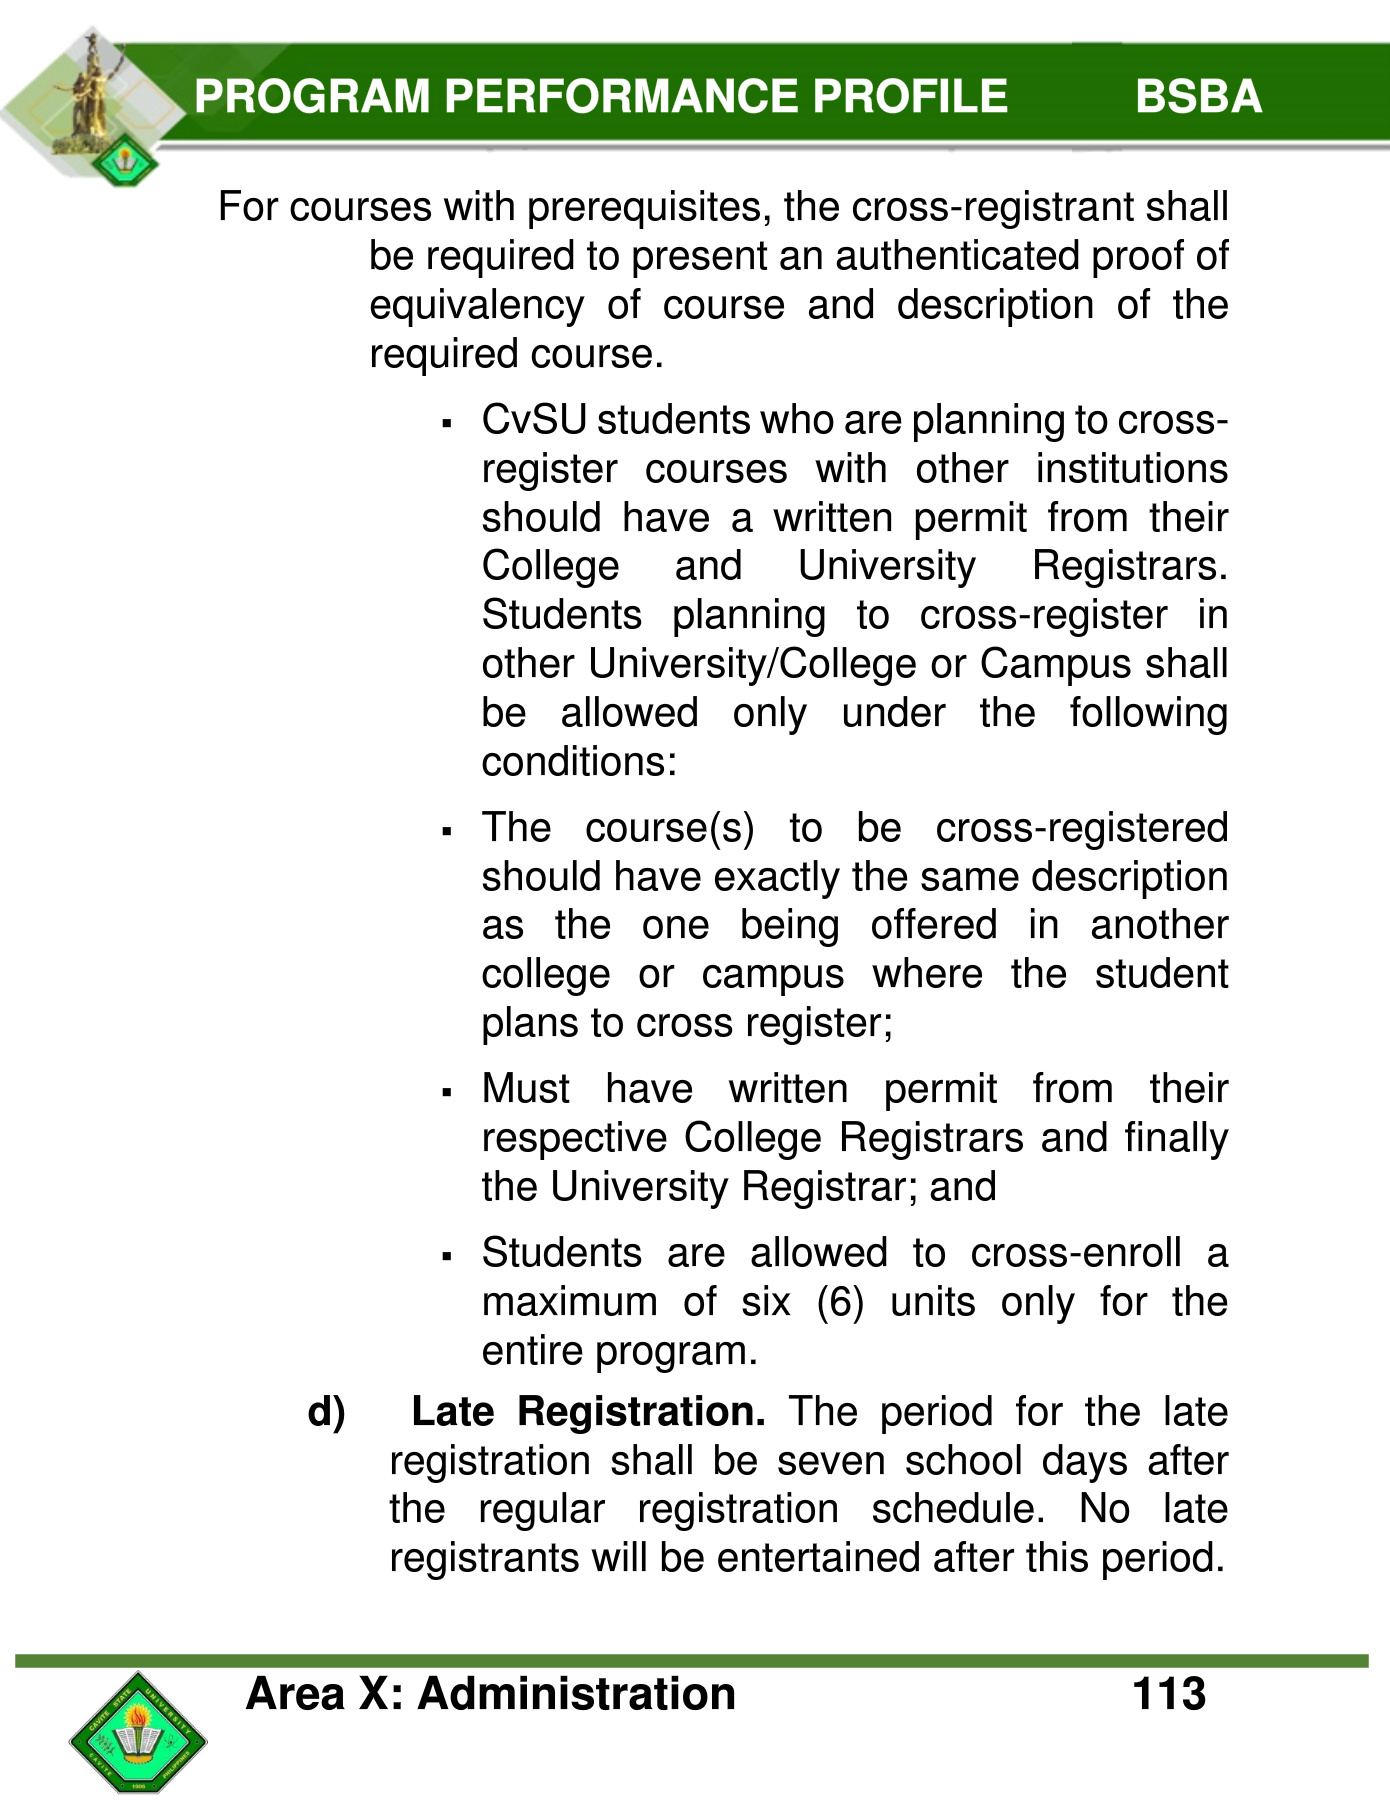 PROGRAM PERFORMANCE PROFILE BSBA
For courses with prerequisites, the cross-registrant shall
be required to present an authenticated proof of
equivalency of course and description of the
required course.
▪ CvSU students who are planning to cross-
register courses with other institutions
should have a written permit from their
College and University Registrars.
Students planning to cross-register in
other University/College or Campus shall
be allowed only under the following
conditions:
▪ The course(s) to be cross-registered
should have exactly the same description
as the one being offered in another
college or campus where the student
plans to cross register;
▪ Must have written permit from their
respective College Registrars and finally
the University Registrar; and
▪ Students are allowed to cross-enroll a
maximum of six (6) units only for the
entire program.
d) Late Registration. The period for the late
registration shall be seven school days after
the regular registration schedule. No late
registrants will be entertained after this period.
Area X: Administration 113
CAVITE STATE UNIVERSITY
CAVITE PHILIPPINES
1906